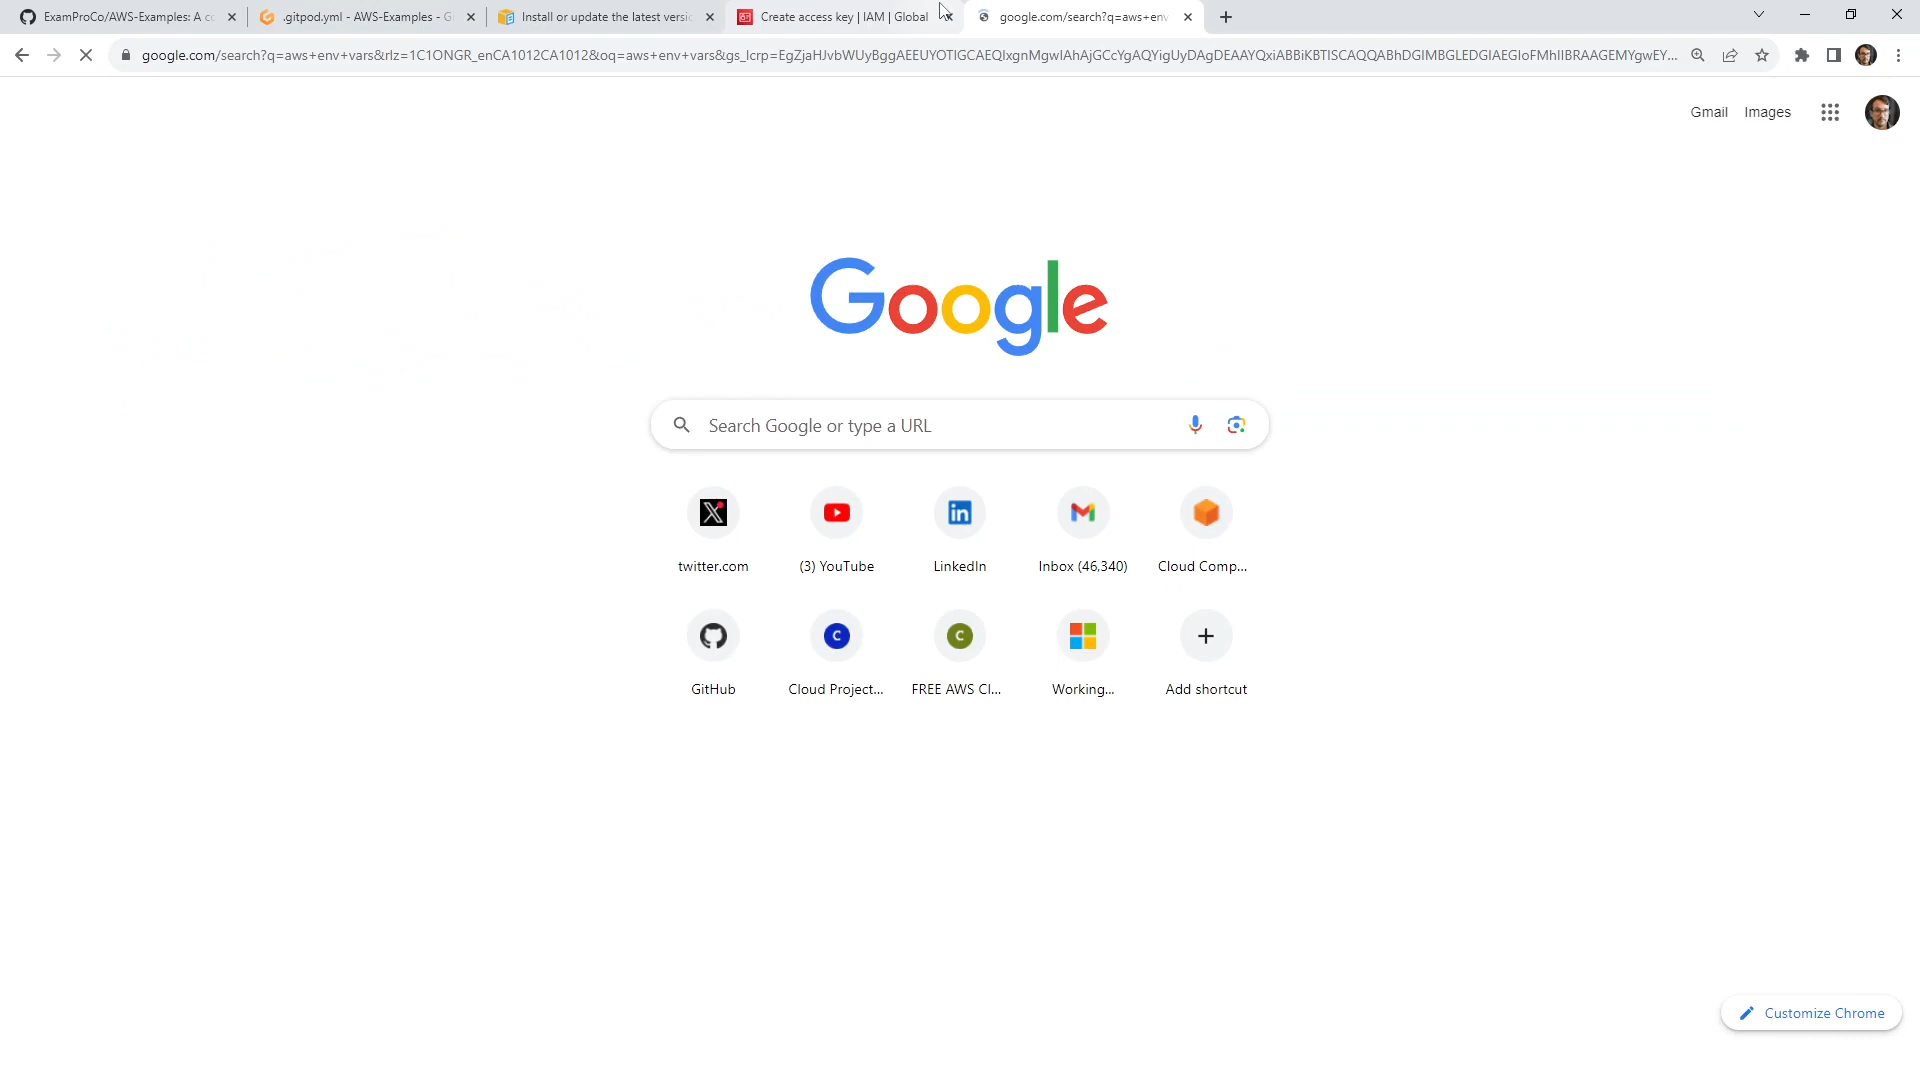 ExamProCo/AWS-Examples: A co
.gitpod.yml - AWS-Examples - G
Install or update the latest versi
Create access key | IAM | Global
google.com/search?q=aws+env
google.com/search?q=aws+env+vars&rlz=1C1ONGR_enCA1012CA1012&oq=aws+env+vars&gs_lcrp=EgZjaHJvbWUyBggAEEUYOTIGCAEQIxgnMgwIAhAjGCcYgAQYigUyDAgDEAAYQxiABBiKBTISCAQQABhDGIMBGLEDGIAEGIoFMhIIBRAAGEMYgwEY...
Gmail
Images
Google
Search Google or type a URL
twitter.com
(3) YouTube
LinkedIn
Inbox (46,340)
Cloud Comp...
GitHub
Cloud Project...
FREE AWS Cl...
Working...
Add shortcut
Customize Chrome